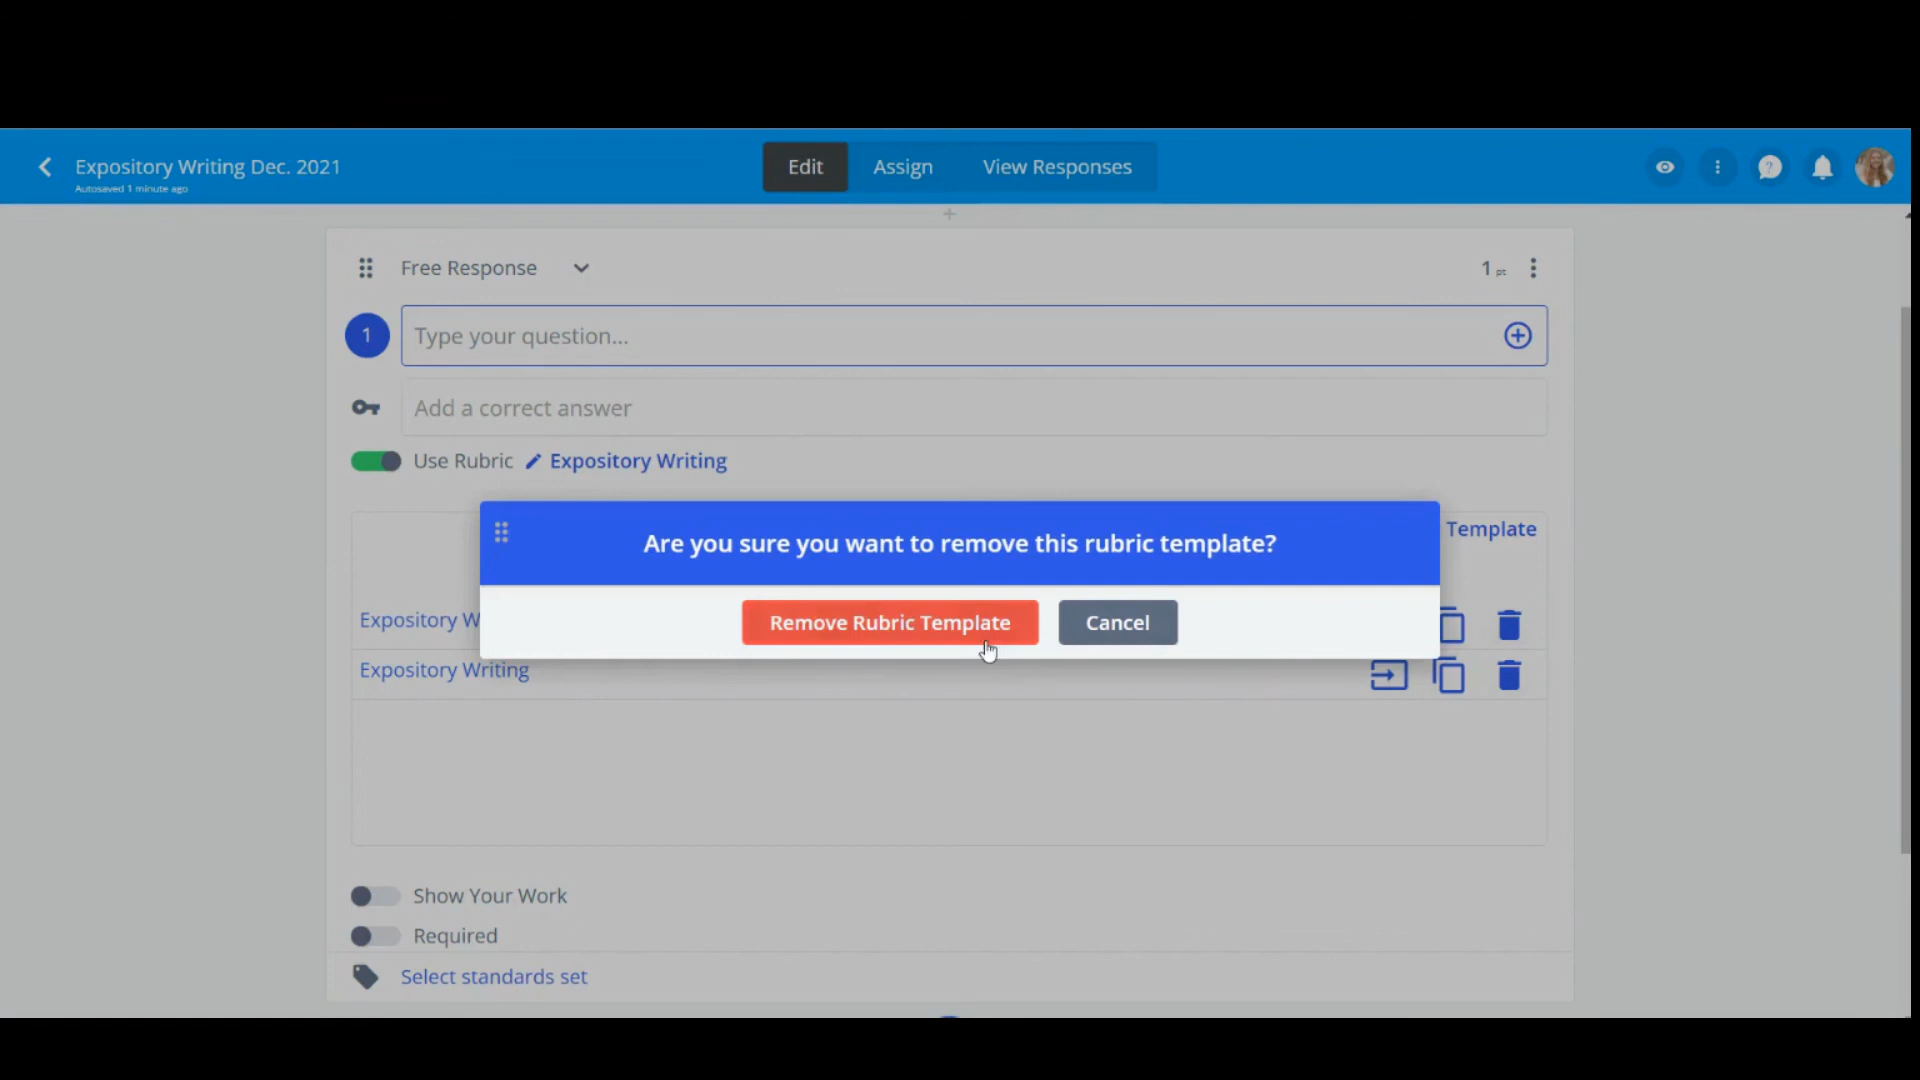 Expository Writing Dec. 2021
Autosaved 1 minute ago
Edit
Assign
View Responses
?
Free Response
1 pt
1
Type your question...
Add a correct answer
Use Rubric
Expository Writing
Are you sure you want to remove this rubric template?
Template
Remove Rubric Template
Cancel
Expository W
Expository Writing
Show Your Work
Required
Select standards set